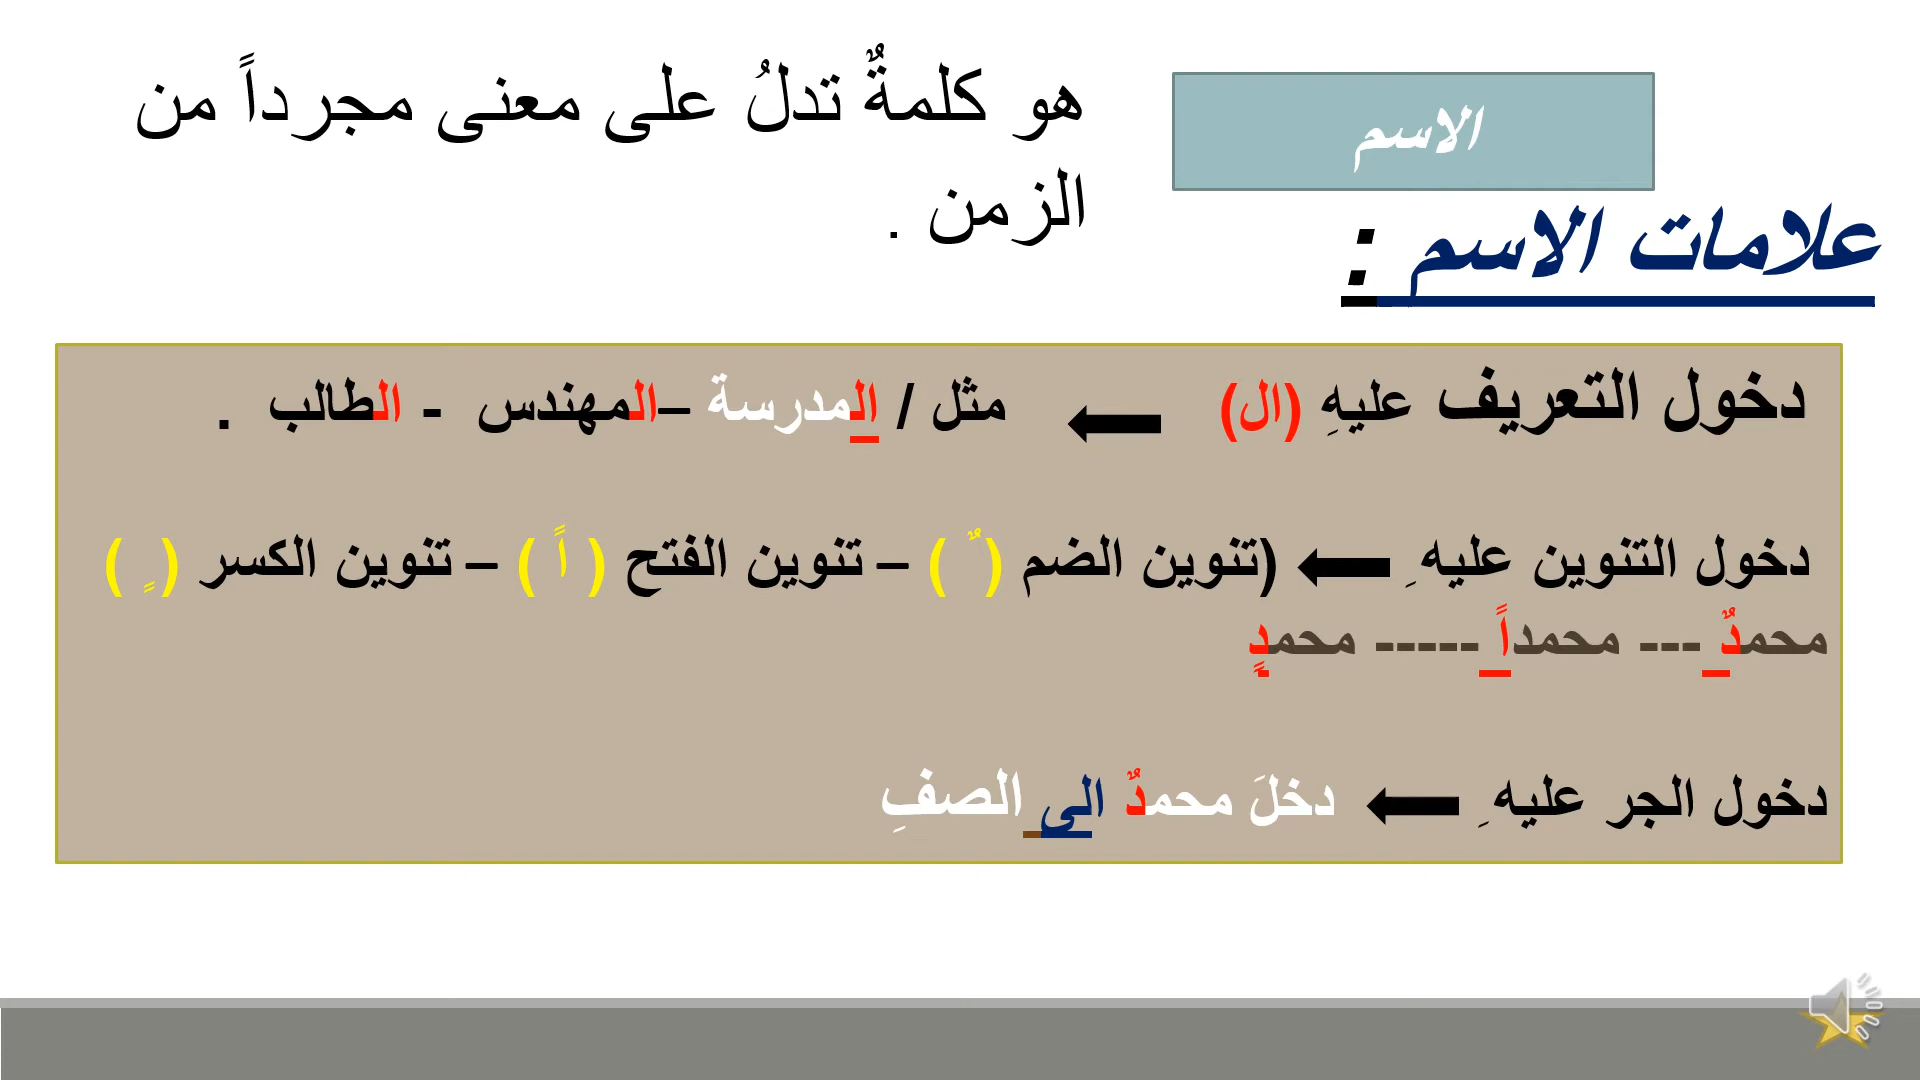 الاسم
هو كلمةٌ تدلُ على معنى مجرداً من
الزمن .
علامات الاسم :
دخول التعريف عليهِ (ال) مثل / المدرسة –المهندس - الطالب .
دخول التنوين عليه ِ (تنوين الضم ( ٌ ) – تنوين الفتح ( اً ) – تنوين الكسر ( ٍ )
محمدٌ --- محمداً ----- محمدٍ
دخول الجر عليه ِ دخلَ محمدٌ الى الصفِ